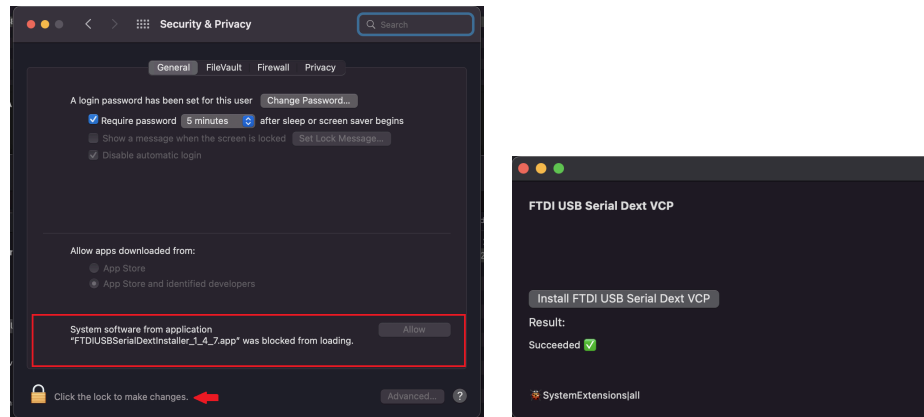 Security & Privacy
Search
General FileVault Firewall Privacy
A login password has been set for this user Change Password...
Require password 5 minutes after sleep or screen saver begins
Show a message when the screen is locked Set Lock Message...
Disable automatic login
Allow apps downloaded from:
App Store
App Store and identified developers
System software from application Allow
"FTDIUSBSerialDextInstaller_1_4_7.app" was blocked from loading.
Click the lock to make changes. Advanced... ?
FTDI USB Serial Dext VCP
Install FTDI USB Serial Dext VCP
Result:
Succeeded ✅
SystemExtensions|all